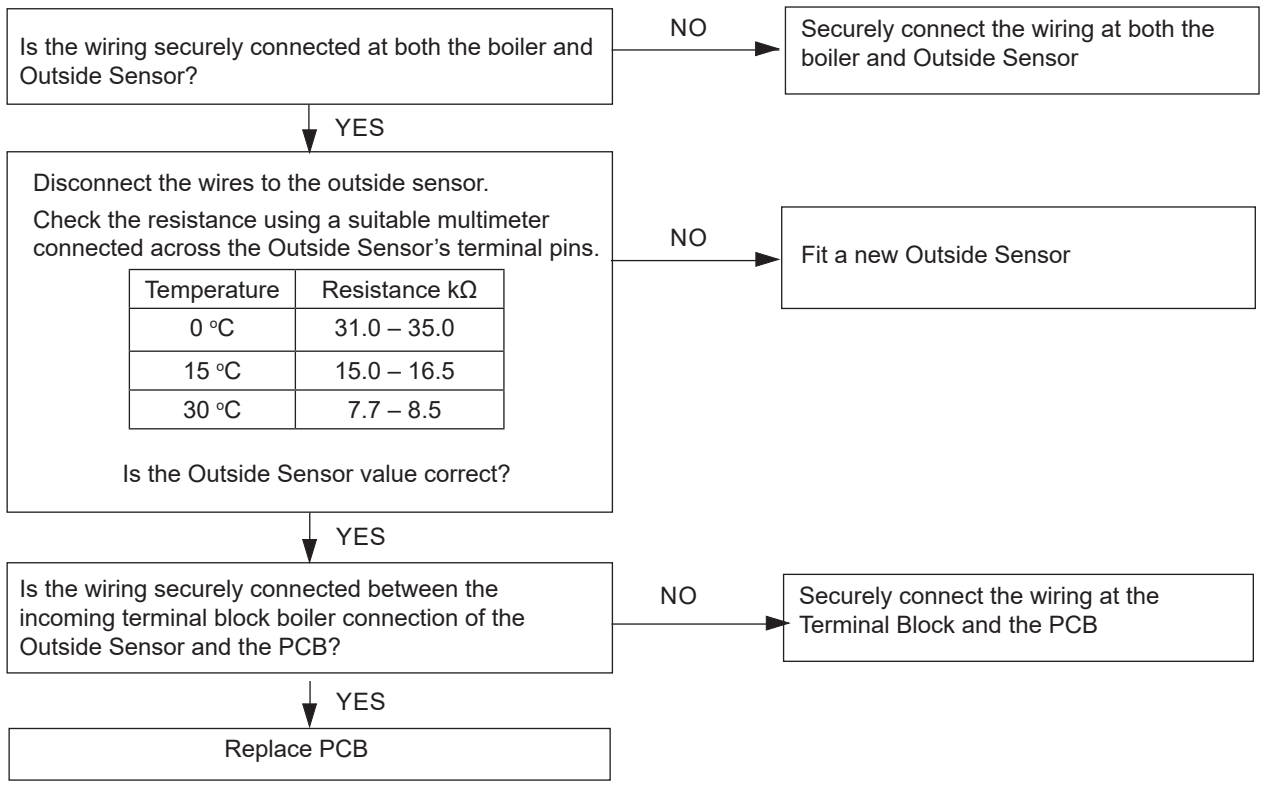 Is the wiring securely connected at both the boiler and
Outside Sensor?
NO
Securely connect the wiring at both the
boiler and Outside Sensor
YES
Disconnect the wires to the outside sensor.
Check the resistance using a suitable multimeter
connected across the Outside Sensor’s terminal pins.
NO
Fit a new Outside Sensor
Temperature Resistance kΩ
0 °C 31.0 – 35.0
15 °C 15.0 – 16.5
30 °C 7.7 – 8.5
Is the Outside Sensor value correct?
YES
Is the wiring securely connected between the
incoming terminal block boiler connection of the
Outside Sensor and the PCB?
NO
Securely connect the wiring at the
Terminal Block and the PCB
YES
Replace PCB